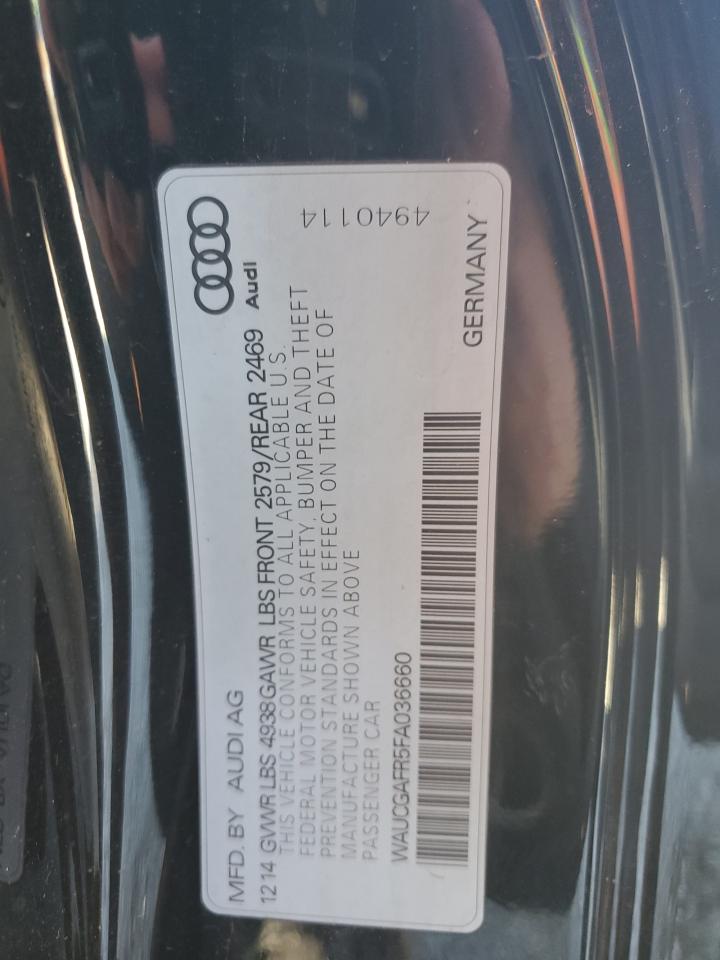 MFD. BY AUDI AG
Audi
12 14 GVWR LBS 4938 GAWR LBS FRONT 2579/REAR 2469
THIS VEHICLE CONFORMS TO ALL APPLICABLE U.S.
FEDERAL MOTOR VEHICLE SAFETY, BUMPER AND THEFT
PREVENTION STANDARDS IN EFFECT ON THE DATE OF
MANUFACTURE SHOWN ABOVE
PASSENGER CAR
4940114
WAUCGAFR5FA036660
GERMANY